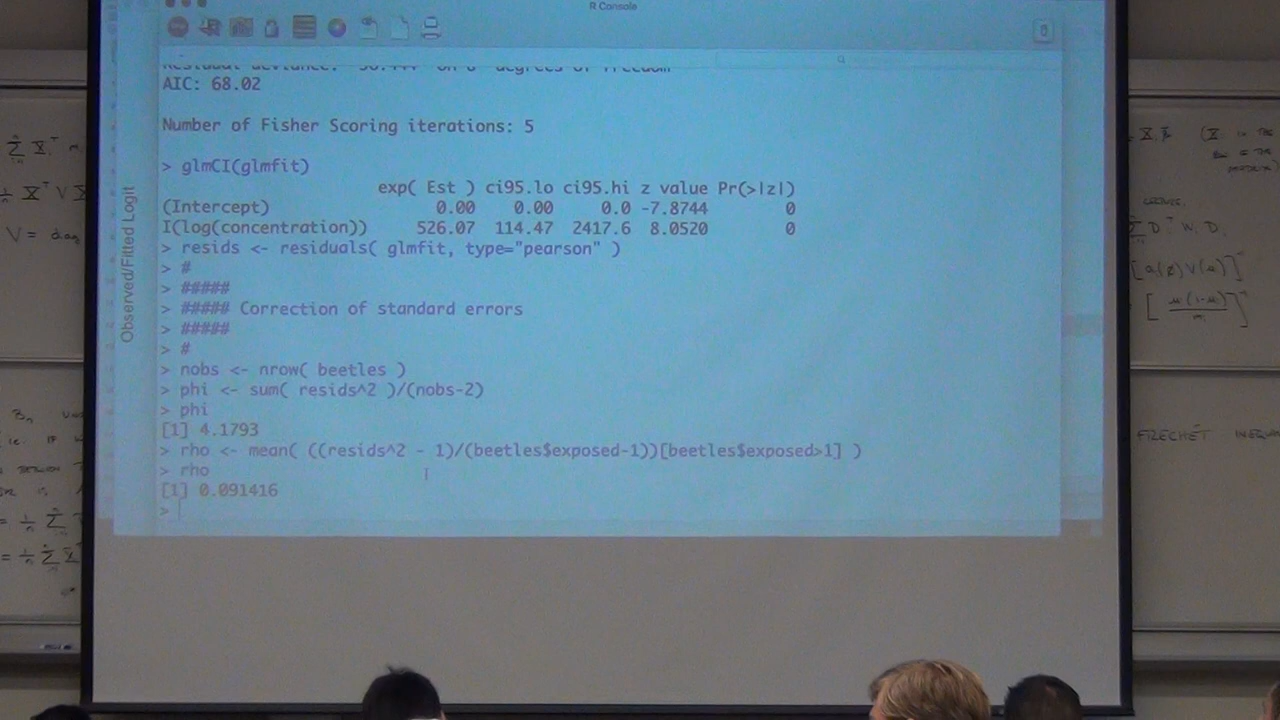 R Console
AIC: 68.02
Number of Fisher Scoring iterations: 5
> glmCI(glmfit)
exp( Est ) ci95.lo ci95.hi z value Pr(>|z|)
(Intercept) 0.00 0.00 0.0 -7.8744 0
I(log(concentration)) 526.07 114.47 2417.6 8.0520 0
> resids <- residuals( glmfit, type="pearson" )
> #
> #####
> ##### Correction of standard errors
> #####
> #
> nobs <- nrow( beetles )
> phi <- sum( resids^2 )/(nobs-2)
> phi
[1] 4.1793
> rho <- mean( ((resids^2 - 1)/(beetles$exposed-1))[beetles$exposed>1] )
> rho
[1] 0.091416
>
Observed/Fitted Logit
LECTURE.
FRECHÉT